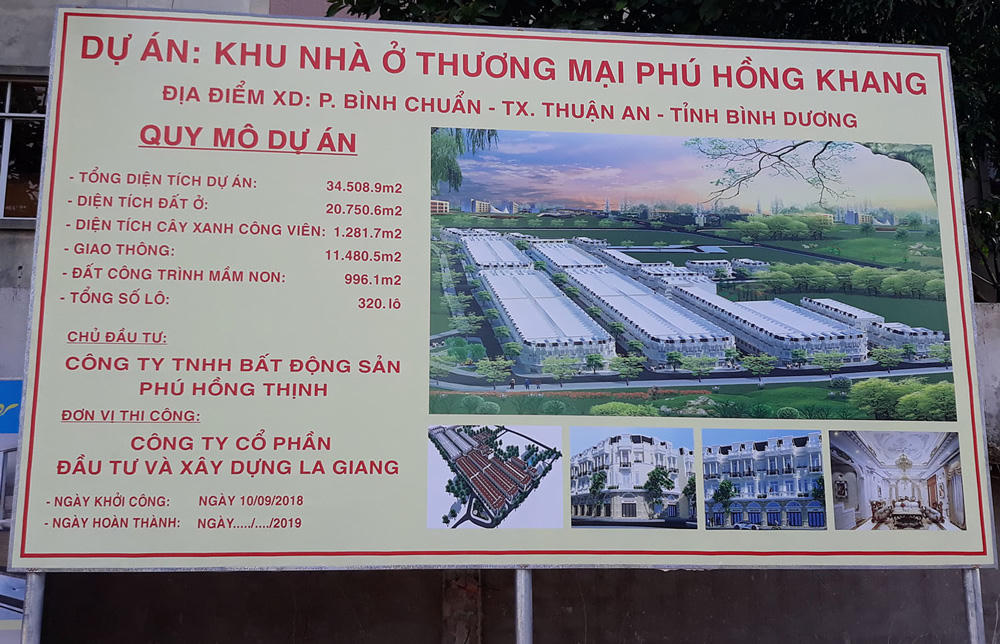 DỰ ÁN: KHU NHÀ Ở THƯƠNG MẠI PHÚ HỒNG KHANG
ĐỊA ĐIỂM XD: P. BÌNH CHUẨN - TX. THUẬN AN - TỈNH BÌNH DƯƠNG
QUY MÔ DỰ ÁN
- TỔNG DIỆN TÍCH DỰ ÁN: 34.508.9m2
- DIỆN TÍCH ĐẤT Ở: 20.750.6m2
- DIỆN TÍCH CÂY XANH CÔNG VIÊN: 1.281.7m2
- GIAO THÔNG: 11.480.5m2
- ĐẤT CÔNG TRÌNH MẦM NON: 996.1m2
- TỔNG SỐ LÔ: 320. lô
CHỦ ĐẦU TƯ:
CÔNG TY TNHH BẤT ĐỘNG SẢN
PHÚ HỒNG THỊNH
ĐƠN VỊ THI CÔNG:
CÔNG TY CỔ PHẦN
ĐẦU TƯ VÀ XÂY DỰNG LA GIANG
- NGÀY KHỞI CÔNG: NGÀY 10/09/2018
- NGÀY HOÀN THÀNH: NGÀY...../..../2019